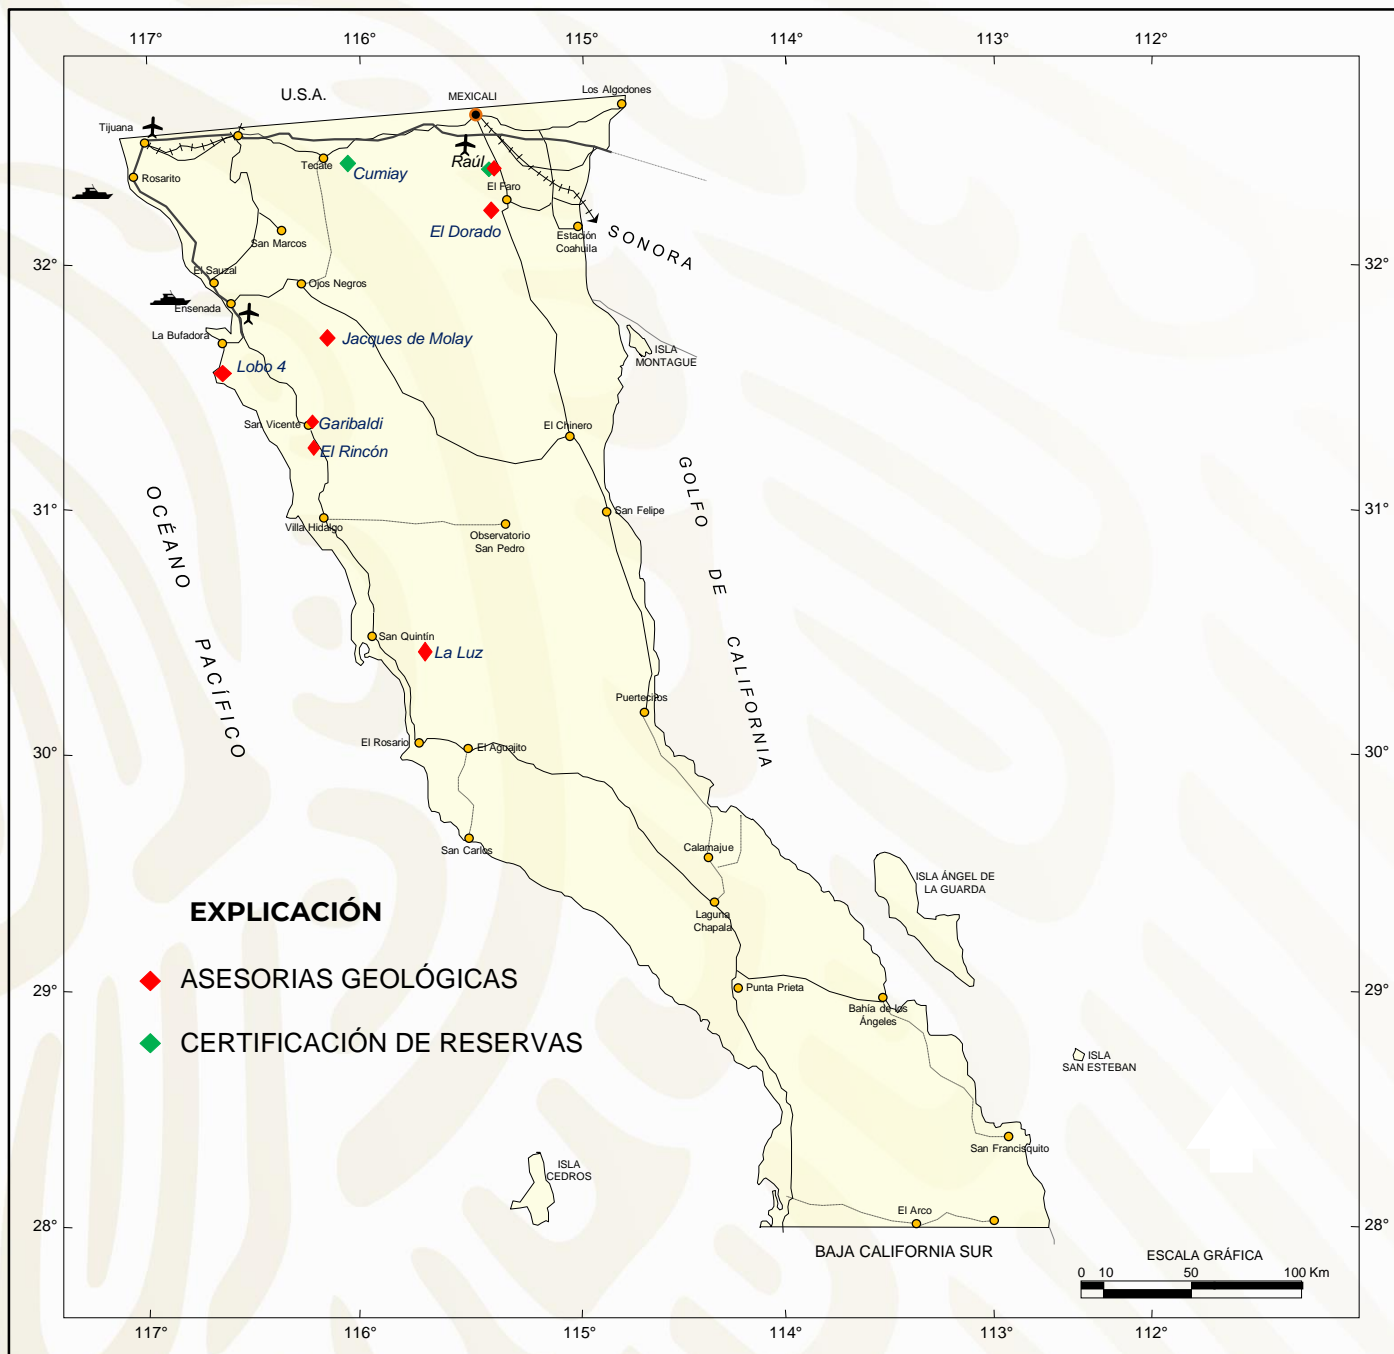 117°
116°
115°
114°
113°
112°
U.S.A.
MEXICALI
Los Algodones
Tijuana
Tecate
Cumiay
Raúl
Rosarito
El Faro
El Dorado
San Marcos
Estación
Coahuila
SONORA
32°
32°
El Sauzal
Ojos Negros
Ensenada
La Bufadora
Jacques de Molay
ISLA
MONTAGUE
Lobo 4
San Vicente
Garibaldi
El Chinero
El Rincón
GOLFO DE CALIFORNIA
OCÉANO PACÍFICO
31°
31°
Villa Hidalgo
San Felipe
Observatorio
San Pedro
San Quintín
La Luz
Puertecitos
El Rosario
El Aguajito
30°
30°
San Carlos
Calamajue
ISLA ÁNGEL DE
LA GUARDA
Laguna
Chapala
EXPLICACIÓN
ASESORIAS GEOLÓGICAS
CERTIFICACIÓN DE RESERVAS
29°
29°
Punta Prieta
Bahía de los
Ángeles
ISLA
SAN ESTEBAN
San Francisquito
ISLA
CEDROS
El Arco
28°
28°
BAJA CALIFORNIA SUR
ESCALA GRÁFICA
0 10 50 100 Km
117°
116°
115°
114°
113°
112°